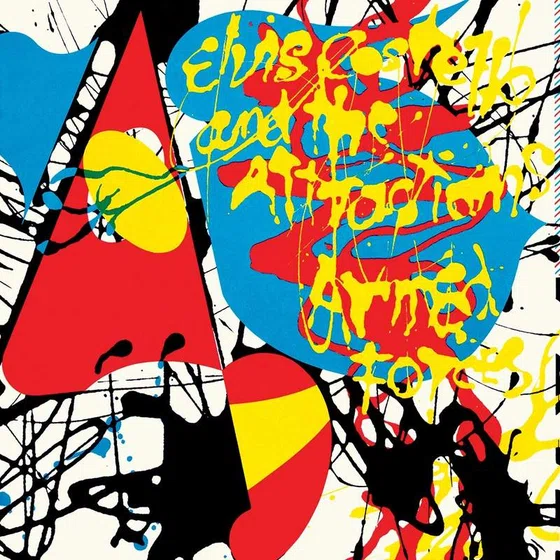 Elvis Costello
and the
Attractions
Armed
forces